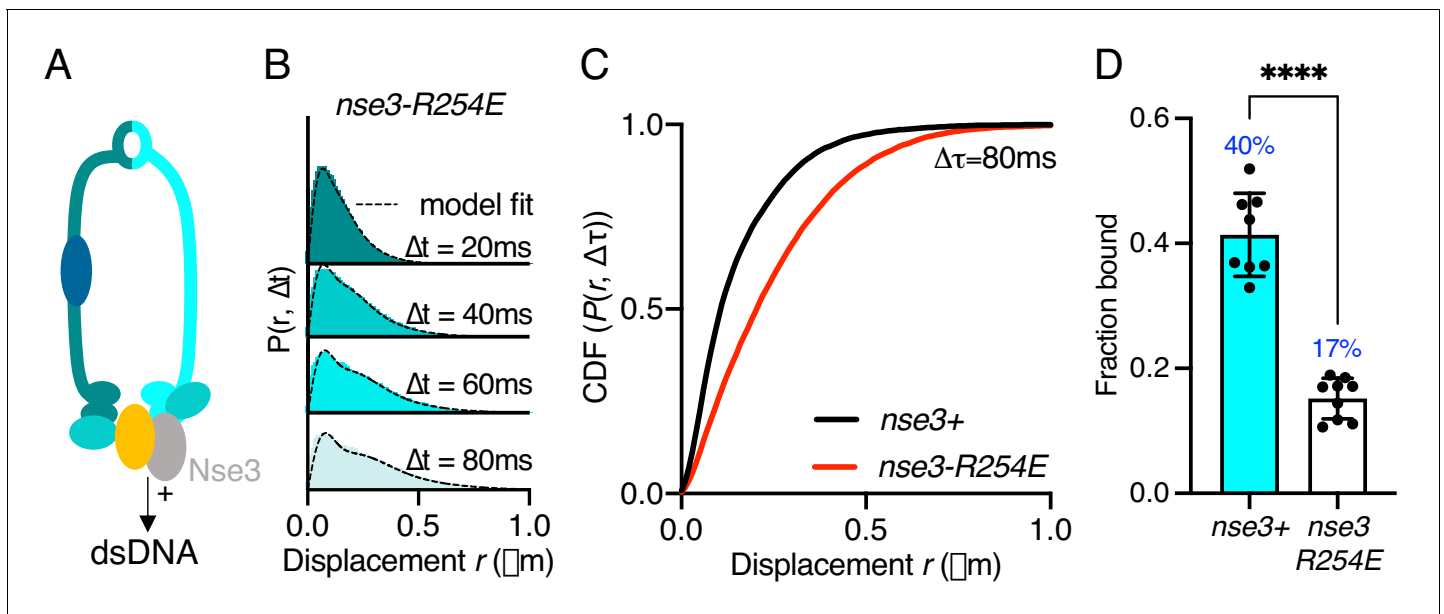 A
Nse3
+
dsDNA
B
nse3-R254E
model fit
Δt = 20ms
Δt = 40ms
Δt = 60ms
Δt = 80ms
P(r, Δt)
0.0 0.5 1.0
Displacement r (□m)
C
CDF (P(r, Δτ))
1.0
0.5
0.0
Δτ=80ms
nse3+
nse3-R254E
0.0 0.5 1.0
Displacement r (□m)
D
****
Fraction bound
0.6
0.4
0.2
0.0
40%
17%
nse3+
nse3
R254E